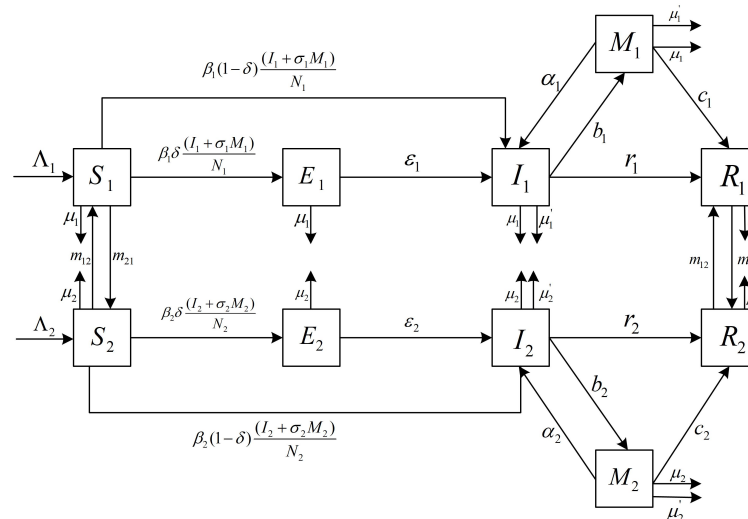 μ₁'
M₁
μ₁
β₁(1−δ)(I₁+σ₁M₁)/N₁
α₁
c₁
b₁
Λ₁
S₁
β₁δ(I₁+σ₁M₁)/N₁
E₁
ε₁
I₁
r₁
R₁
μ₁
μ₁
μ₁
μ₁'
m₁₂
m₂₁
m₁₂
μ₂
μ₂
μ₂
μ₂'
Λ₂
S₂
β₂δ(I₂+σ₂M₂)/N₂
E₂
ε₂
I₂
r₂
R₂
b₂
β₂(1−δ)(I₂+σ₂M₂)/N₂
α₂
c₂
M₂
μ₂
μ₂'